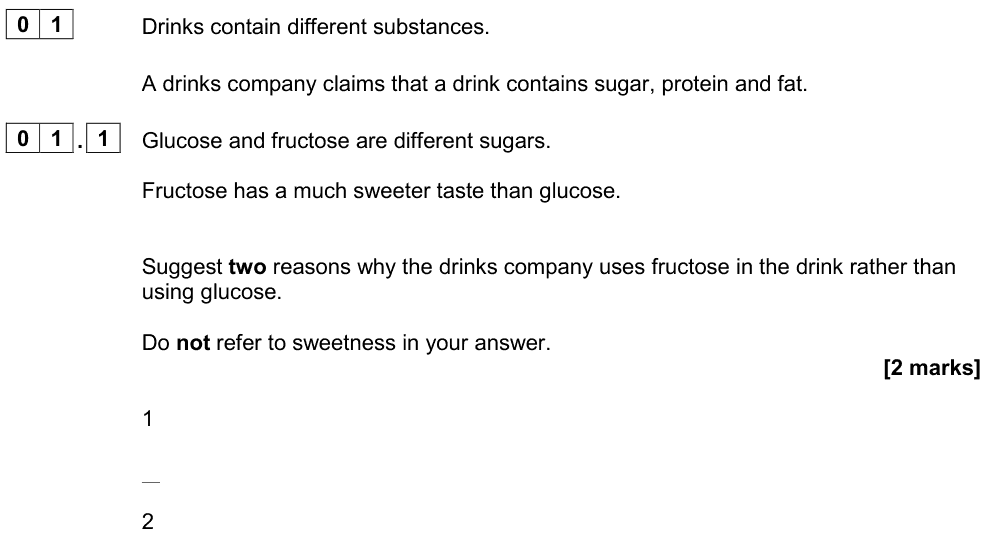 0 1 Drinks contain different substances.
A drinks company claims that a drink contains sugar, protein and fat.
0 1 . 1 Glucose and fructose are different sugars.
Fructose has a much sweeter taste than glucose.
Suggest two reasons why the drinks company uses fructose in the drink rather than
using glucose.
Do not refer to sweetness in your answer.
[2 marks]
1
2